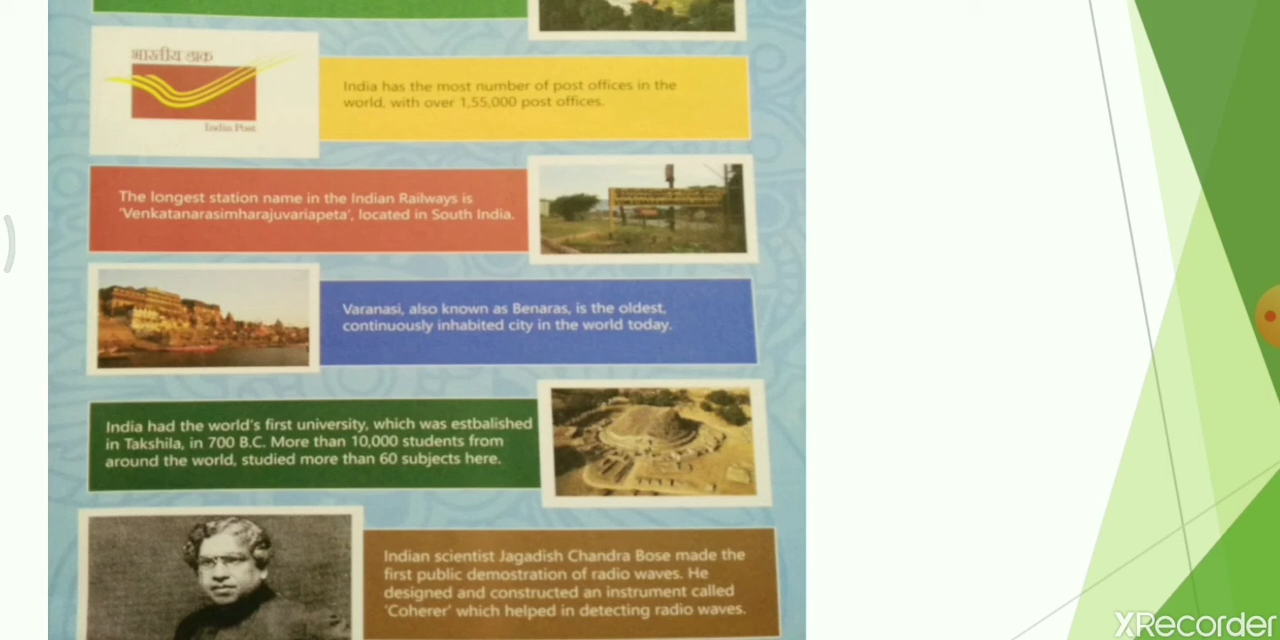 भारतीय डाक
India Post
India has the most number of post offices in the
world, with over 1,55,000 post offices.
The longest station name in the Indian Railways is
'Venkatanarasimharajuvariapeta', located in South India.
Varanasi, also known as Benaras, is the oldest,
continuously inhabited city in the world today.
India had the world's first university, which was estbalished
in Takshila, in 700 B.C. More than 10,000 students from
around the world, studied more than 60 subjects here.
Indian scientist Jagadish Chandra Bose made the
first public demostration of radio waves. He
designed and constructed an instrument called
'Coherer' which helped in detecting radio waves.
XRecorder